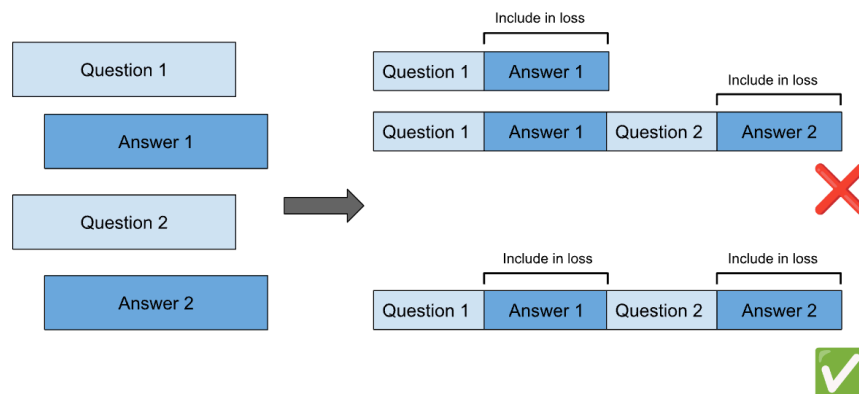 Question 1
Answer 1
Question 2
Answer 2
Include in loss
Question 1 Answer 1
Include in loss
Question 1 Answer 1 Question 2 Answer 2
Include in loss Include in loss
Question 1 Answer 1 Question 2 Answer 2